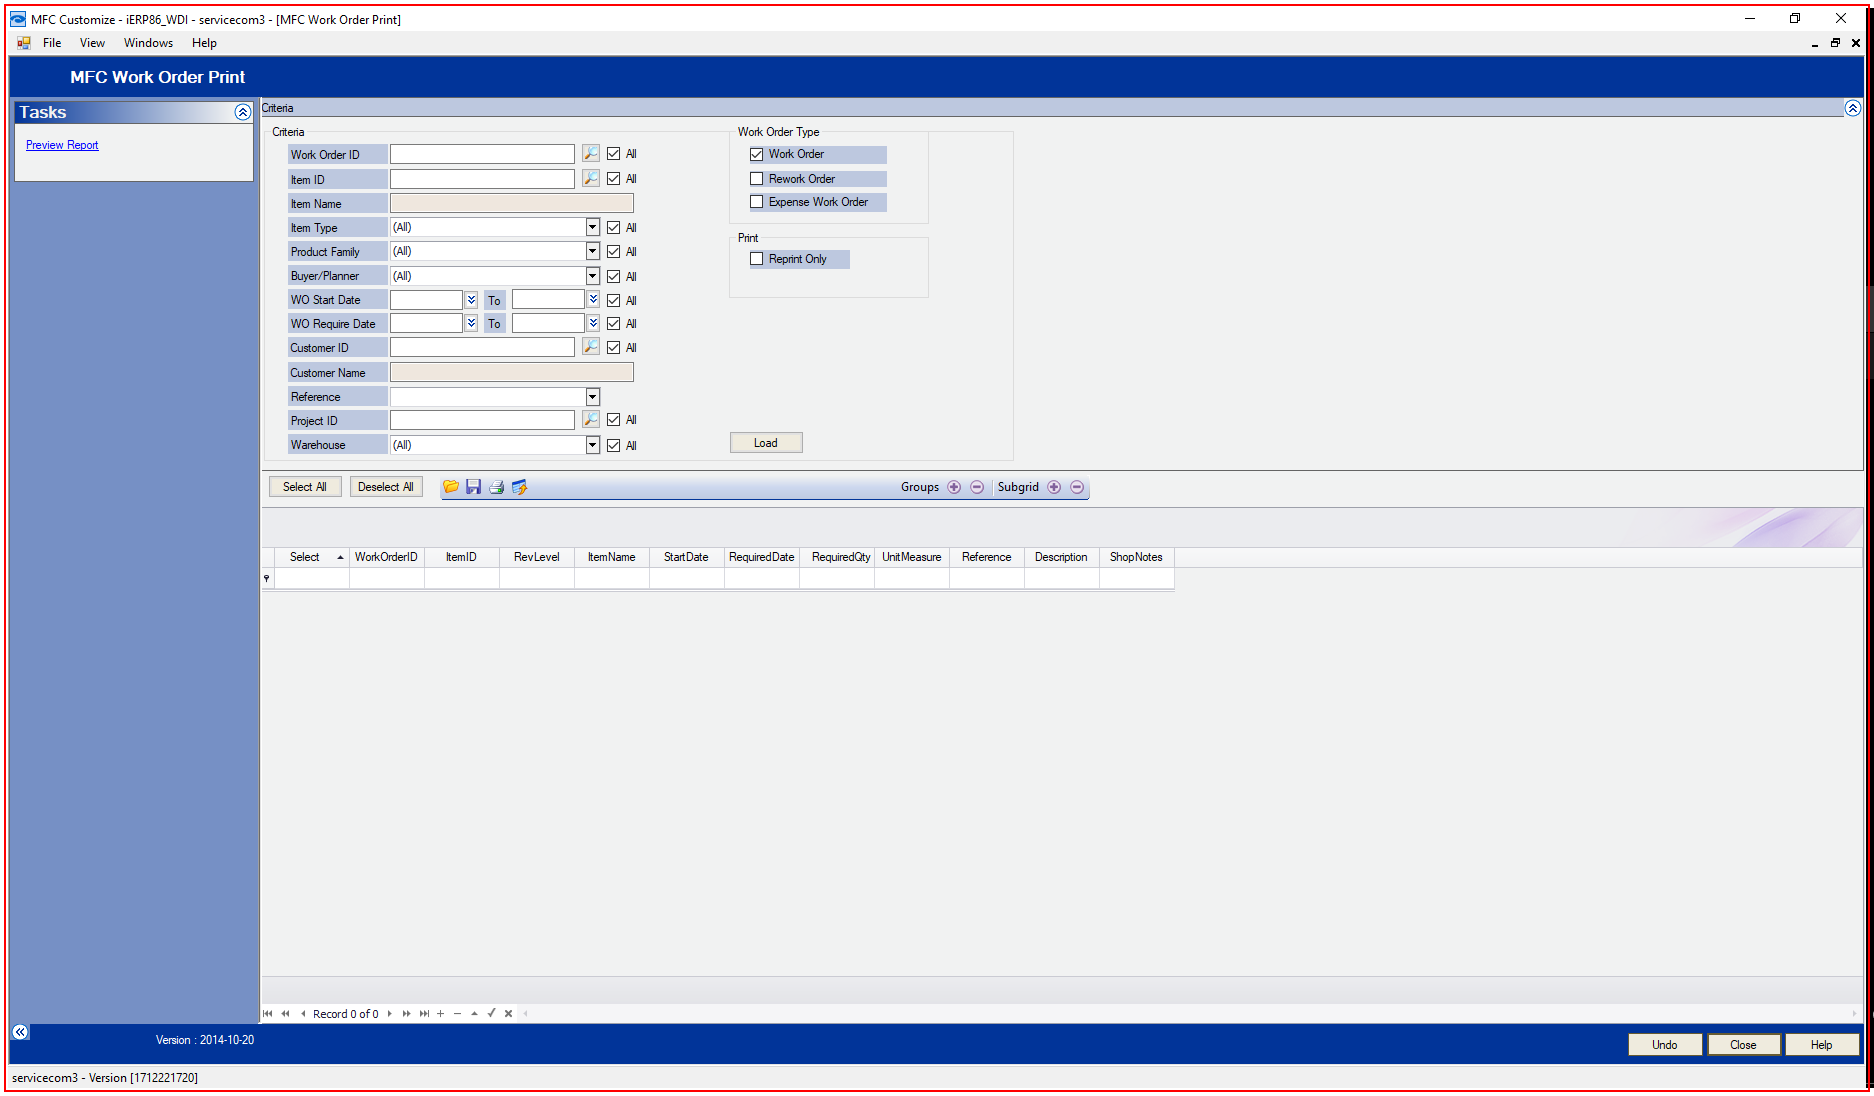 MFC Customize - iERP86_WDI - servicecom3 - [MFC Work Order Print]
File View Windows Help
MFC Work Order Print
Tasks
Preview Report
Criteria
Criteria
Work Order ID All
Item ID All
Item Name
Item Type (All) All
Product Family (All) All
Buyer/Planner (All) All
WO Start Date To All
WO Require Date To All
Customer ID All
Customer Name
Reference
Project ID All
Warehouse (All) All
Work Order Type
Work Order
Rework Order
Expense Work Order
Print
Reprint Only
Load
Select All Deselect All Groups Subgrid
Select WorkOrderID ItemID RevLevel ItemName StartDate RequiredDate RequiredQty UnitMeasure Reference Description ShopNotes
Record 0 of 0
Version : 2014-10-20
Undo Close Help
servicecom3 - Version [1712221720]